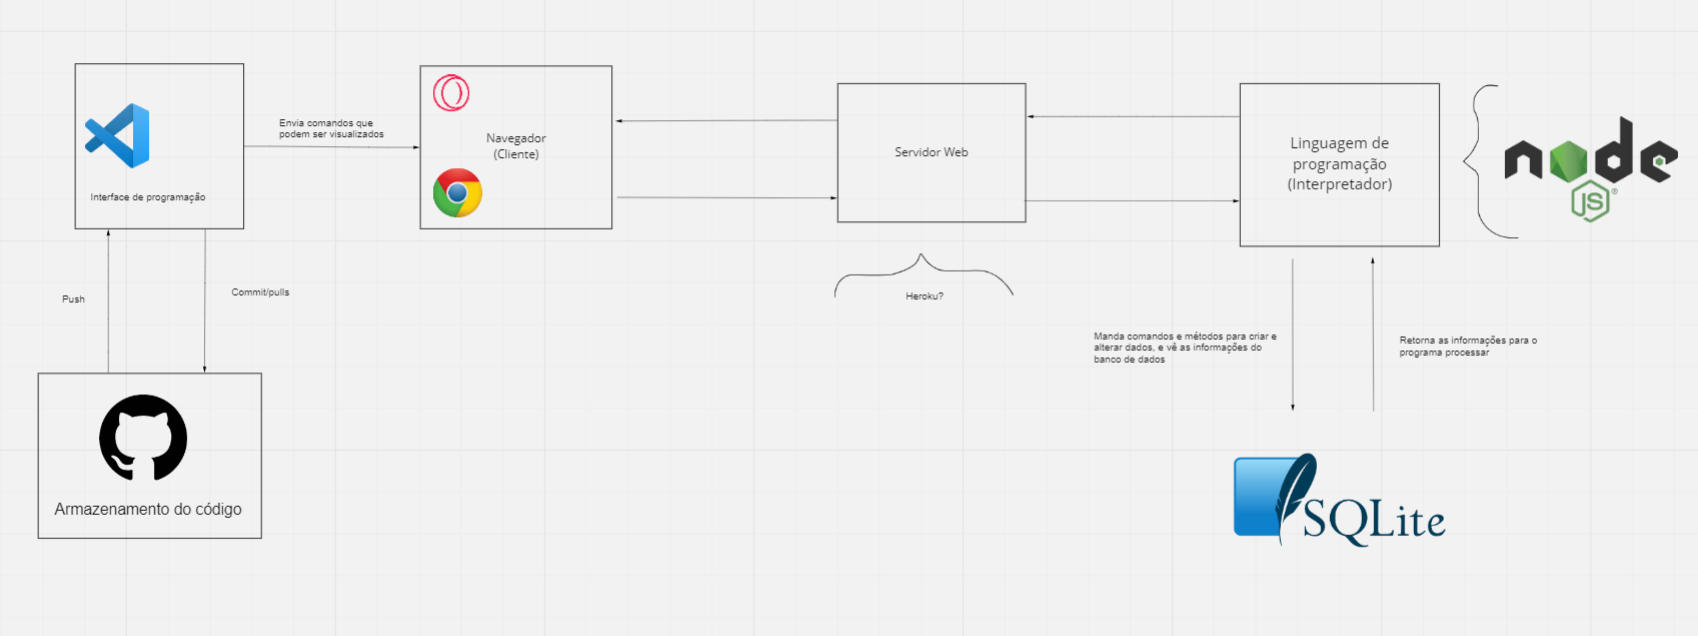 Interface de programação
Envia comandos que
podem ser visualizados
Navegador
(Cliente)
Servidor Web
Linguagem de
programação
(Interpretador)
node
JS
®
Push
Commit/pulls
Heroku?
Manda comandos e métodos para criar e
alterar dados, e vê as informações do
banco de dados
Retorna as informações para o
programa processar
Armazenamento do código
SQLite